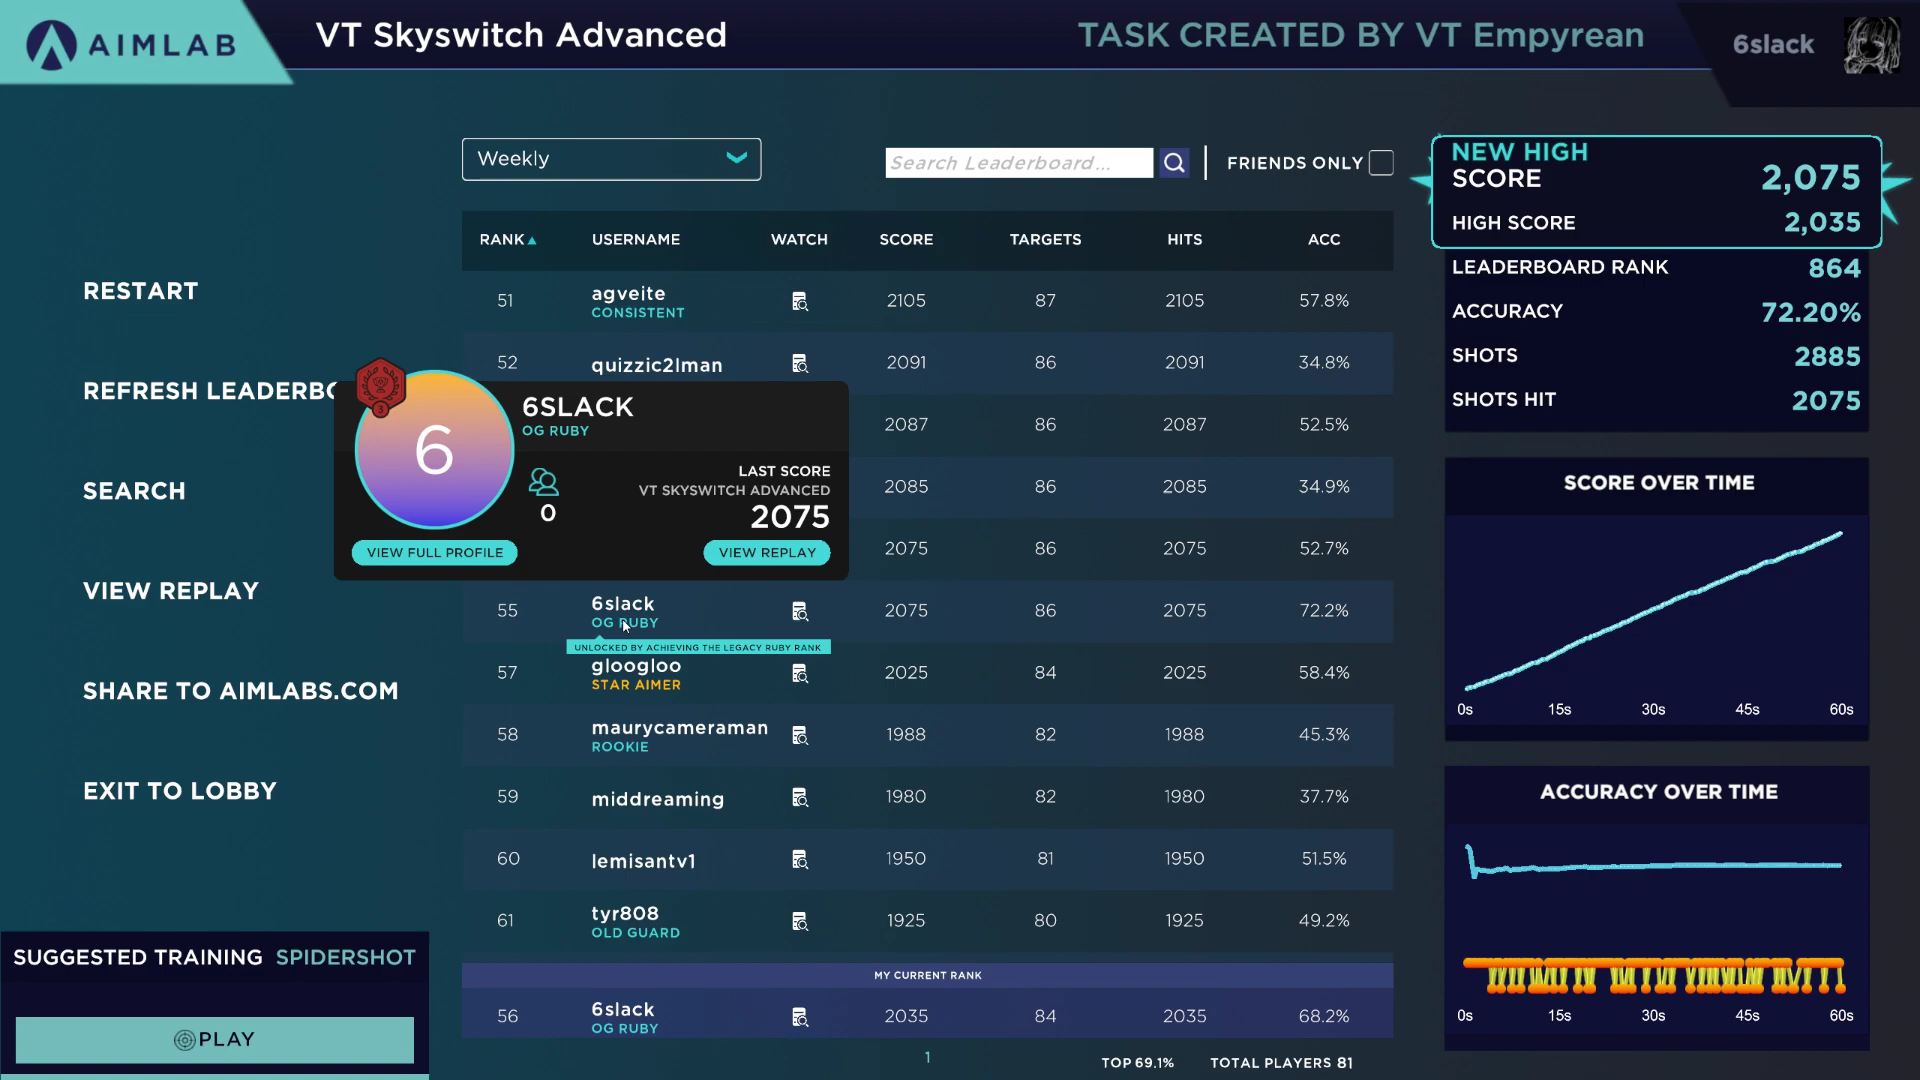 AIMLAB
VT Skyswitch Advanced
TASK CREATED BY VT Empyrean
6slack
Weekly
Search Leaderboard...
FRIENDS ONLY
RESTART
REFRESH LEADERBO
SEARCH
VIEW REPLAY
SHARE TO AIMLABS.COM
EXIT TO LOBBY
SUGGESTED TRAINING SPIDERSHOT
PLAY
RANK USERNAME WATCH SCORE TARGETS HITS ACC
51 agveite 2105 87 2105 57.8%
CONSISTENT
52 quizzic2lman 2091 86 2091 34.8%
2087 86 2087 52.5%
2085 86 2085 34.9%
2075 86 2075 52.7%
6
3
6SLACK
OG RUBY
0
LAST SCORE
VT SKYSWITCH ADVANCED
2075
VIEW FULL PROFILE
VIEW REPLAY
55 6slack 2075 86 2075 72.2%
OG RUBY
UNLOCKED BY ACHIEVING THE LEGACY RUBY RANK
57 gloogloo 2025 84 2025 58.4%
STAR AIMER
58 maurycameraman 1988 82 1988 45.3%
ROOKIE
59 middreaming 1980 82 1980 37.7%
60 lemisantv1 1950 81 1950 51.5%
61 tyr808 1925 80 1925 49.2%
OLD GUARD
MY CURRENT RANK
56 6slack 2035 84 2035 68.2%
OG RUBY
1
TOP 69.1% TOTAL PLAYERS 81
NEW HIGH
SCORE 2,075
HIGH SCORE 2,035
LEADERBOARD RANK 864
ACCURACY 72.20%
SHOTS 2885
SHOTS HIT 2075
SCORE OVER TIME
0s 15s 30s 45s 60s
ACCURACY OVER TIME
0s 15s 30s 45s 60s